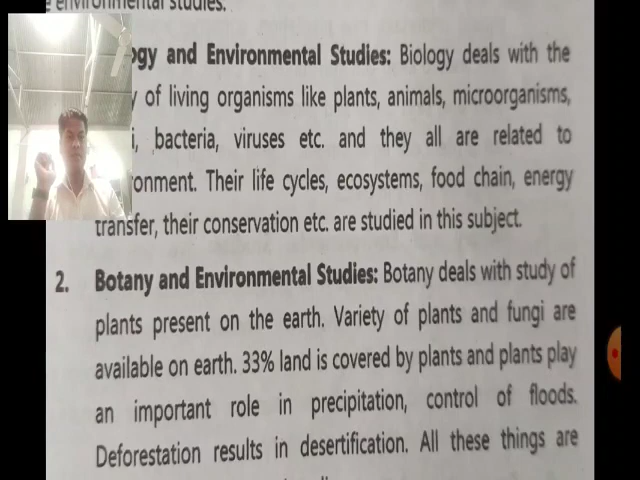 environmental studies.
ogy and Environmental Studies: Biology deals with the
of living organisms like plants, animals, microorganisms,
i, bacteria, viruses etc. and they all are related to
onment. Their life cycles, ecosystems, food chain, energy
transfer, their conservation etc. are studied in this subject.
2. Botany and Environmental Studies: Botany deals with study of
plants present on the earth. Variety of plants and fungi are
available on earth. 33% land is covered by plants and plants play
an important role in precipitation, control of floods.
Deforestation results in desertification. All these things are